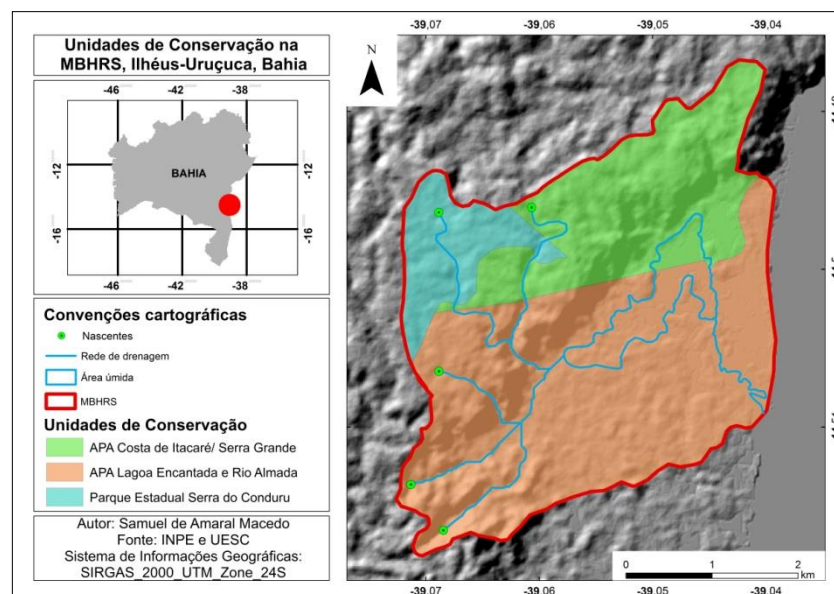 Unidades de Conservação na
MBHRS, Ilhéus-Uruçuca, Bahia
-46 -42 -38
-12 -12
BAHIA
-16 -16
-46 -42 -38
Convenções cartográficas
Nascentes
Rede de drenagem
Área úmida
MBHRS
Unidades de Conservação
APA Costa de Itacaré/ Serra Grande
APA Lagoa Encantada e Rio Almada
Parque Estadual Serra do Conduru
Autor: Samuel de Amaral Macedo
Fonte: INPE e UESC
Sistema de Informações Geográficas:
SIRGAS_2000_UTM_Zone_24S
-39,07 -39,06 -39,05 -39,04
N
0 1 2
km
-39,07 -39,06 -39,05 -39,04